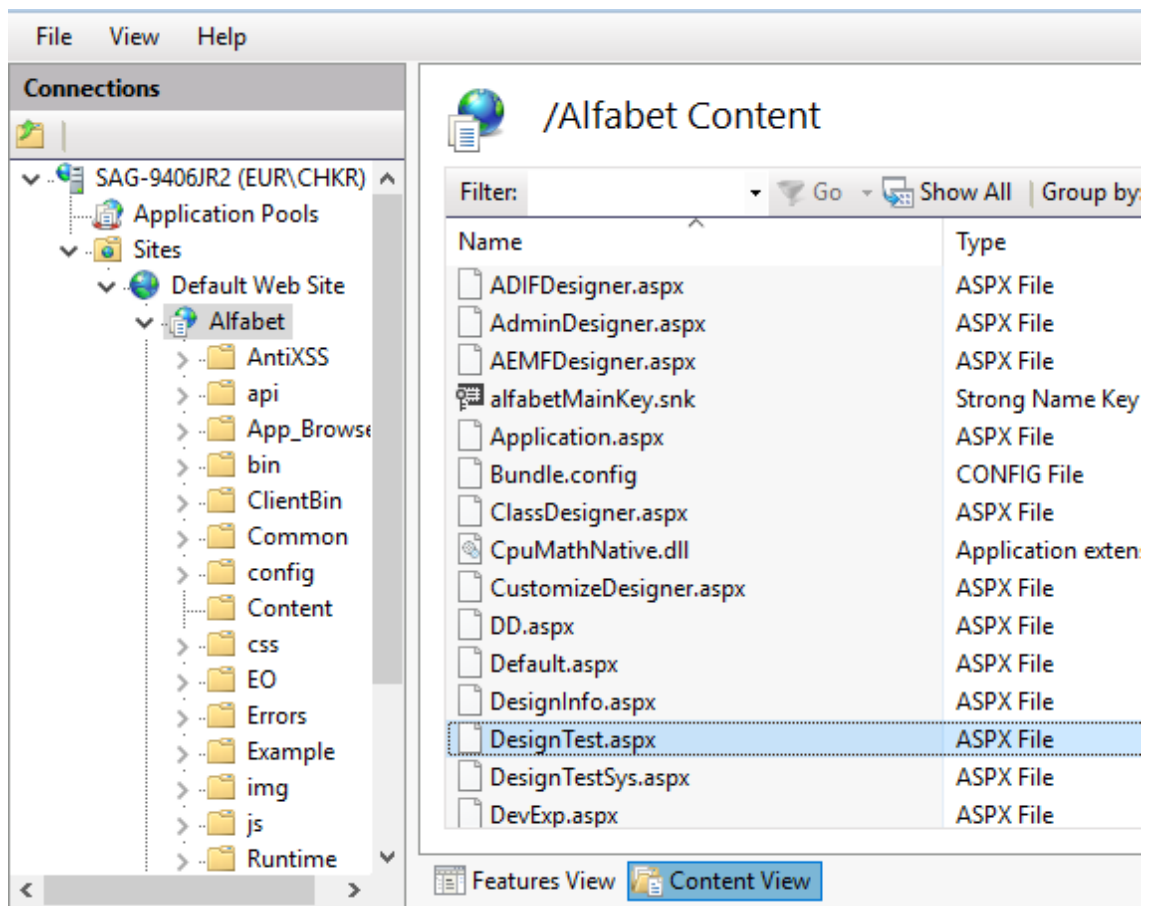 File View Help
Connections
/Alfabet Content
SAG-9406JR2 (EUR\CHKR)
Application Pools
Sites
Default Web Site
Alfabet
AntiXSS
api
App_Browse
bin
ClientBin
Common
config
Content
css
EO
Errors
Example
img
js
Runtime
Filter: Go Show All Group by:
Name Type
ADIFDesigner.aspx ASPX File
AdminDesigner.aspx ASPX File
AEMFDesigner.aspx ASPX File
alfabetMainKey.snk Strong Name Key
Application.aspx ASPX File
Bundle.config CONFIG File
ClassDesigner.aspx ASPX File
CpuMathNative.dll Application exten
CustomizeDesigner.aspx ASPX File
DD.aspx ASPX File
Default.aspx ASPX File
DesignInfo.aspx ASPX File
DesignTest.aspx ASPX File
DesignTestSys.aspx ASPX File
DevExp.aspx ASPX File
Features View Content View